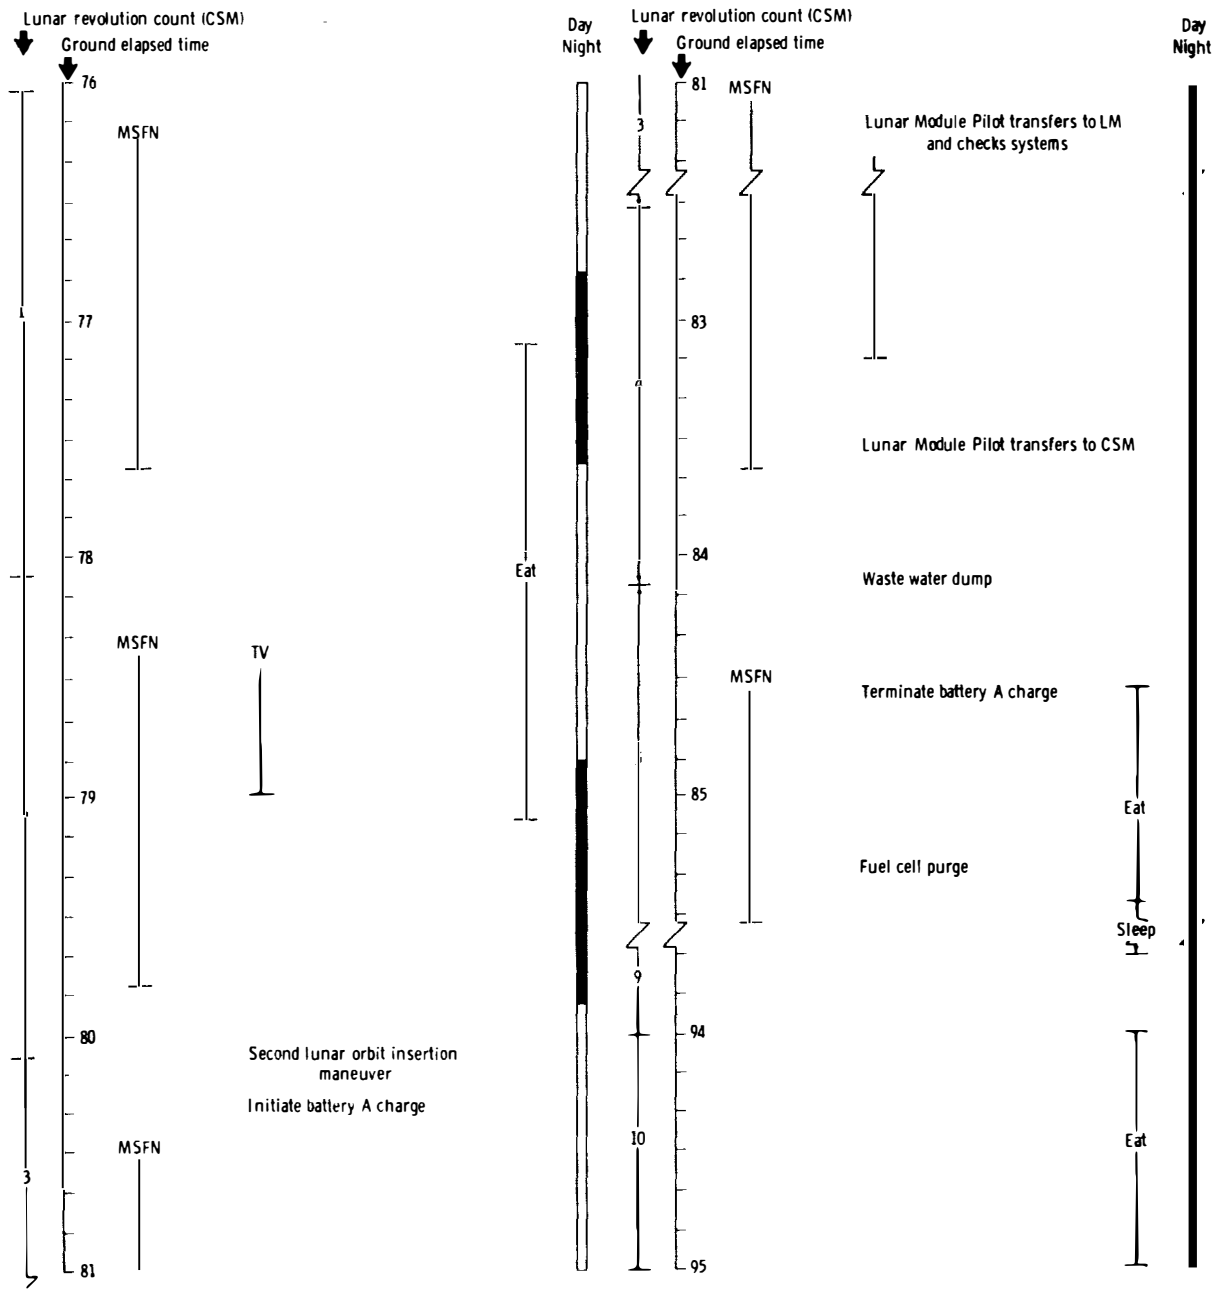 Lunar revolution count (CSM)
Ground elapsed time
Day
Night
76
MSFN
1
77
78
Eat
MSFN
TV
79
80
Second lunar orbit insertion
maneuver
Initiate battery A charge
MSFN
3
81
Lunar revolution count (CSM)
Ground elapsed time
Day
Night
81
MSFN
3
Lunar Module Pilot transfers to LM
and checks systems
83
4
Lunar Module Pilot transfers to CSM
84
Waste water dump
MSFN
Terminate battery A charge
85
Eat
Fuel cell purge
Sleep
9
94
10
Eat
95